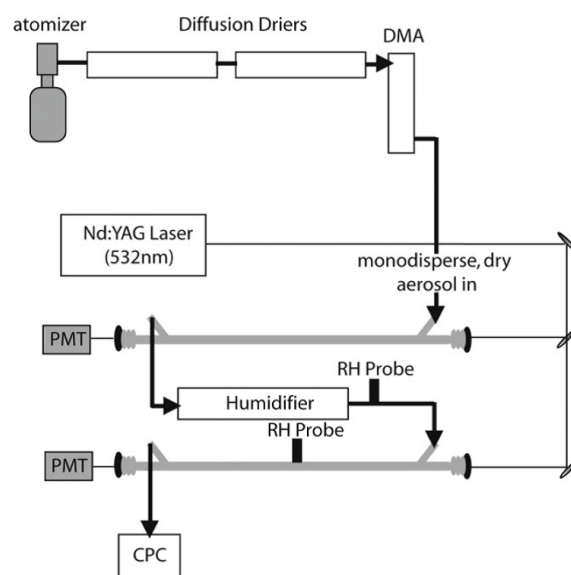 atomizer
Diffusion Driers
DMA
Nd:YAG Laser
(532nm)
monodisperse, dry
aerosol in
PMT
RH Probe
Humidifier
RH Probe
PMT
CPC